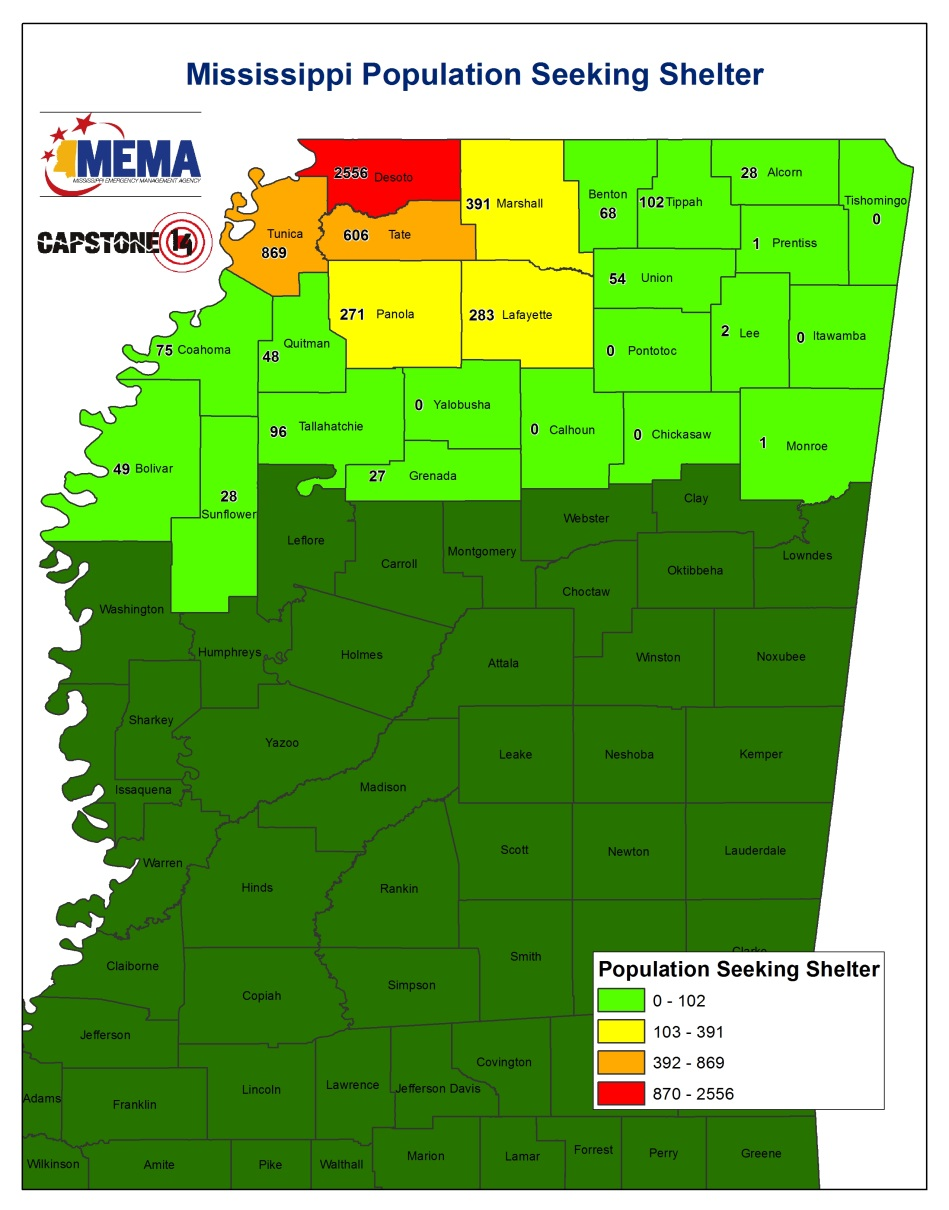 Mississippi Population Seeking Shelter
MEMA
MISSISSIPPI EMERGENCY MANAGEMENT AGENCY
CAPSTONE 14
2556 Desoto
391 Marshall
Benton
68
102 Tippah
28 Alcorn
Tishomingo
0
Tunica
869
606 Tate
1 Prentiss
54 Union
271 Panola
283 Lafayette
75 Coahoma
Quitman
48
0 Pontotoc
2 Lee
0 Itawamba
96 Tallahatchie
0 Yalobusha
0 Calhoun
0 Chickasaw
1 Monroe
49 Bolivar
28
Sunflower
27 Grenada
Leflore
Carroll
Montgomery
Webster
Clay
Lowndes
Oktibbeha
Choctaw
Washington
Humphreys
Holmes
Attala
Winston
Noxubee
Sharkey
Yazoo
Leake
Neshoba
Kemper
Issaquena
Madison
Warren
Hinds
Rankin
Scott
Newton
Lauderdale
Claiborne
Copiah
Simpson
Smith
Clarke
Jefferson
Adams
Franklin
Lincoln
Lawrence
Jefferson Davis
Covington
Wilkinson
Amite
Pike
Walthall
Marion
Lamar
Forrest
Perry
Greene
Population Seeking Shelter
0 - 102
103 - 391
392 - 869
870 - 2556